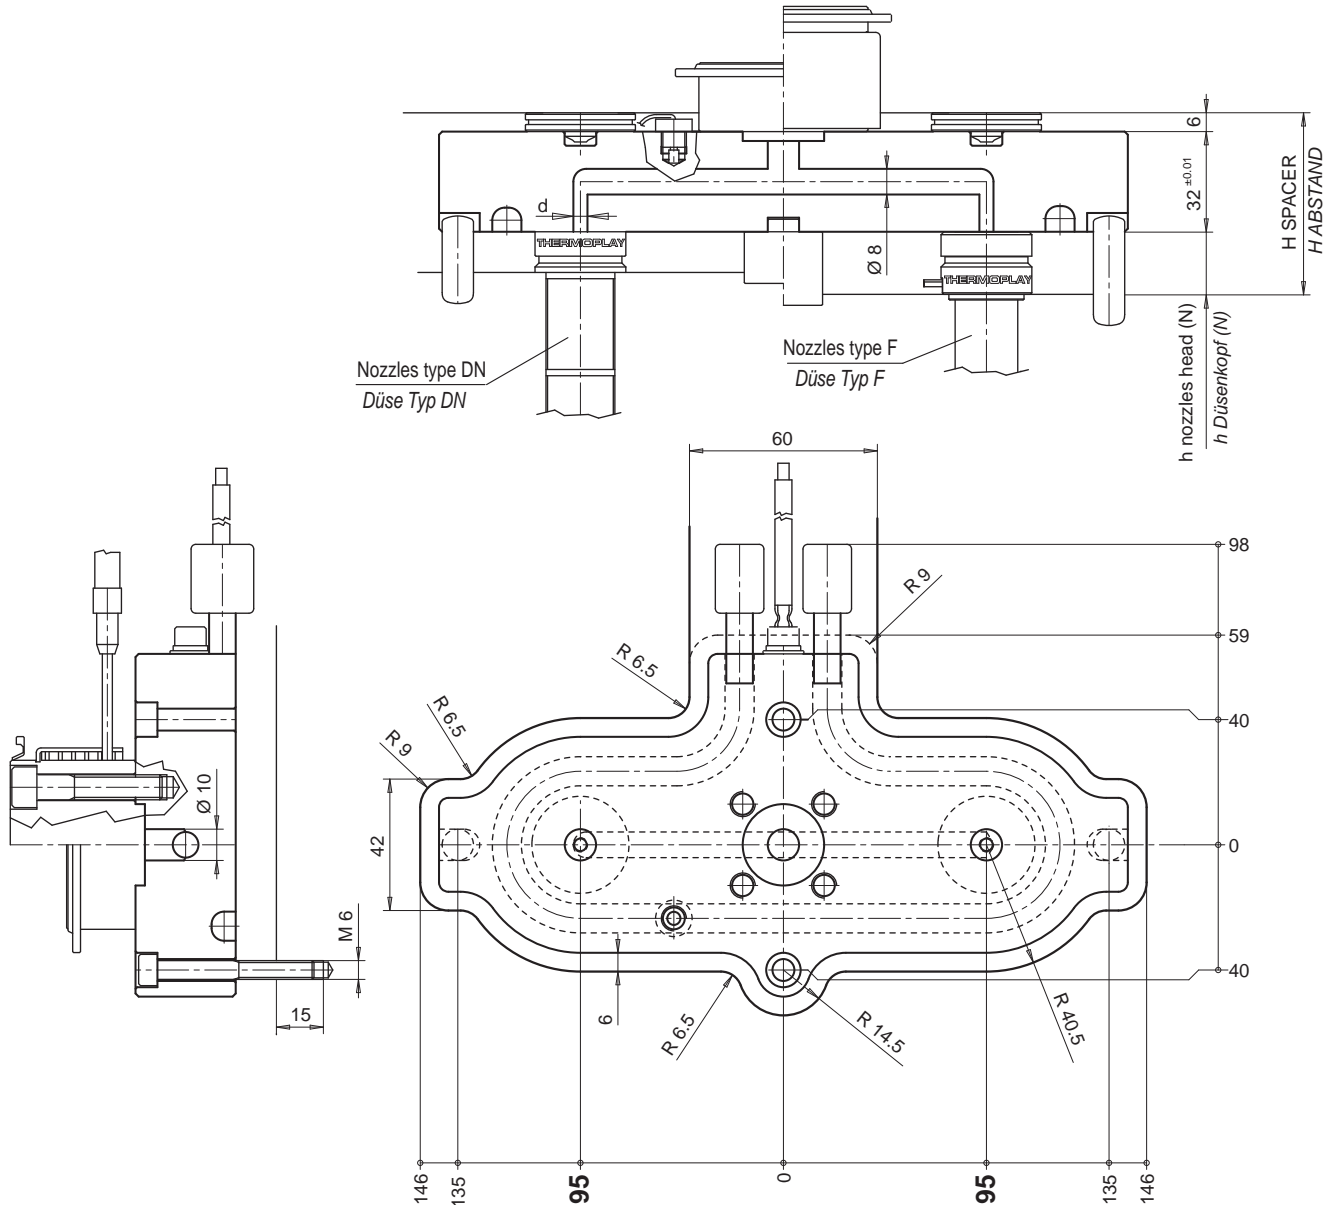 6
32 ±0.01
H SPACER
H ABSTAND
d
THERMOPLAY
Ø 8
THERMOPLAY
Nozzles type DN
Düse Typ DN
Nozzles type F
Düse Typ F
h nozzles head (N)
h Düsenkopf (N)
60
98
R 9
59
R 6.5
R 6.5
40
R 9
Ø 10
42
0
M 6
40
15
6
R 6.5
R 14.5
R 40.5
146
135
95
0
95
135
146